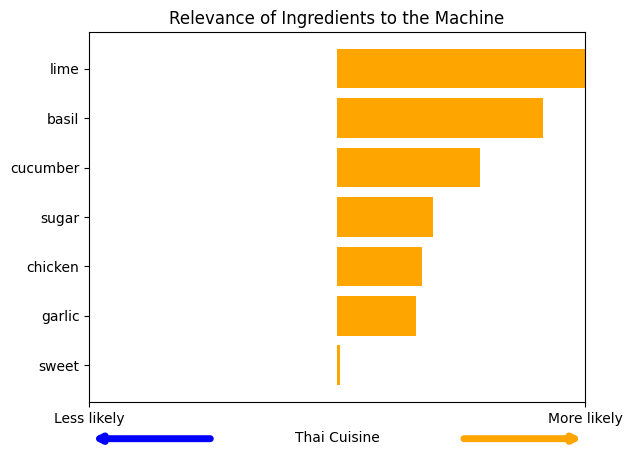 Relevance of Ingredients to the Machine
lime
basil
cucumber
sugar
chicken
garlic
sweet
Less likely
More likely
Thai Cuisine